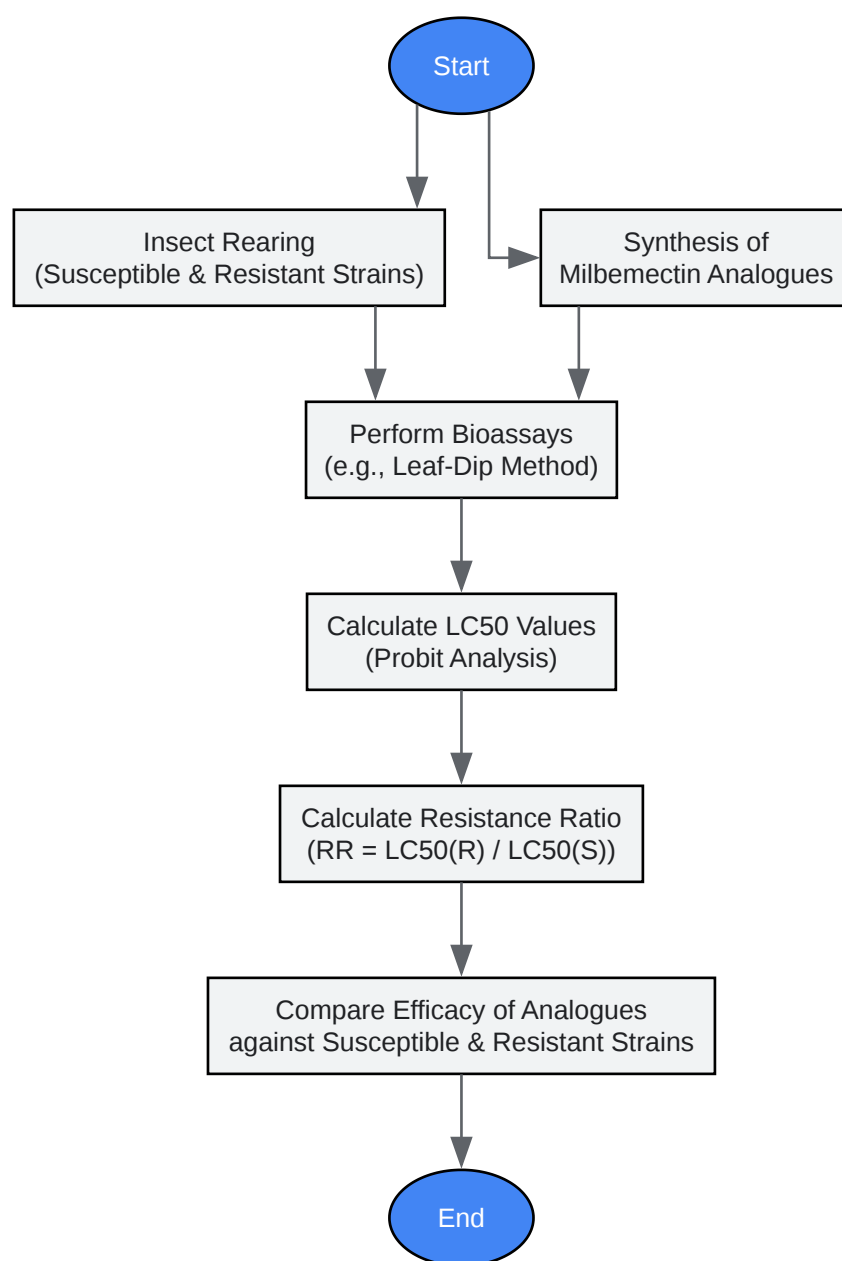 Start
Insect Rearing
(Susceptible & Resistant Strains)
Synthesis of
Milbemectin Analogues
Perform Bioassays
(e.g., Leaf-Dip Method)
Calculate LC50 Values
(Probit Analysis)
Calculate Resistance Ratio
(RR = LC50(R) / LC50(S))
Compare Efficacy of Analogues
against Susceptible & Resistant Strains
End